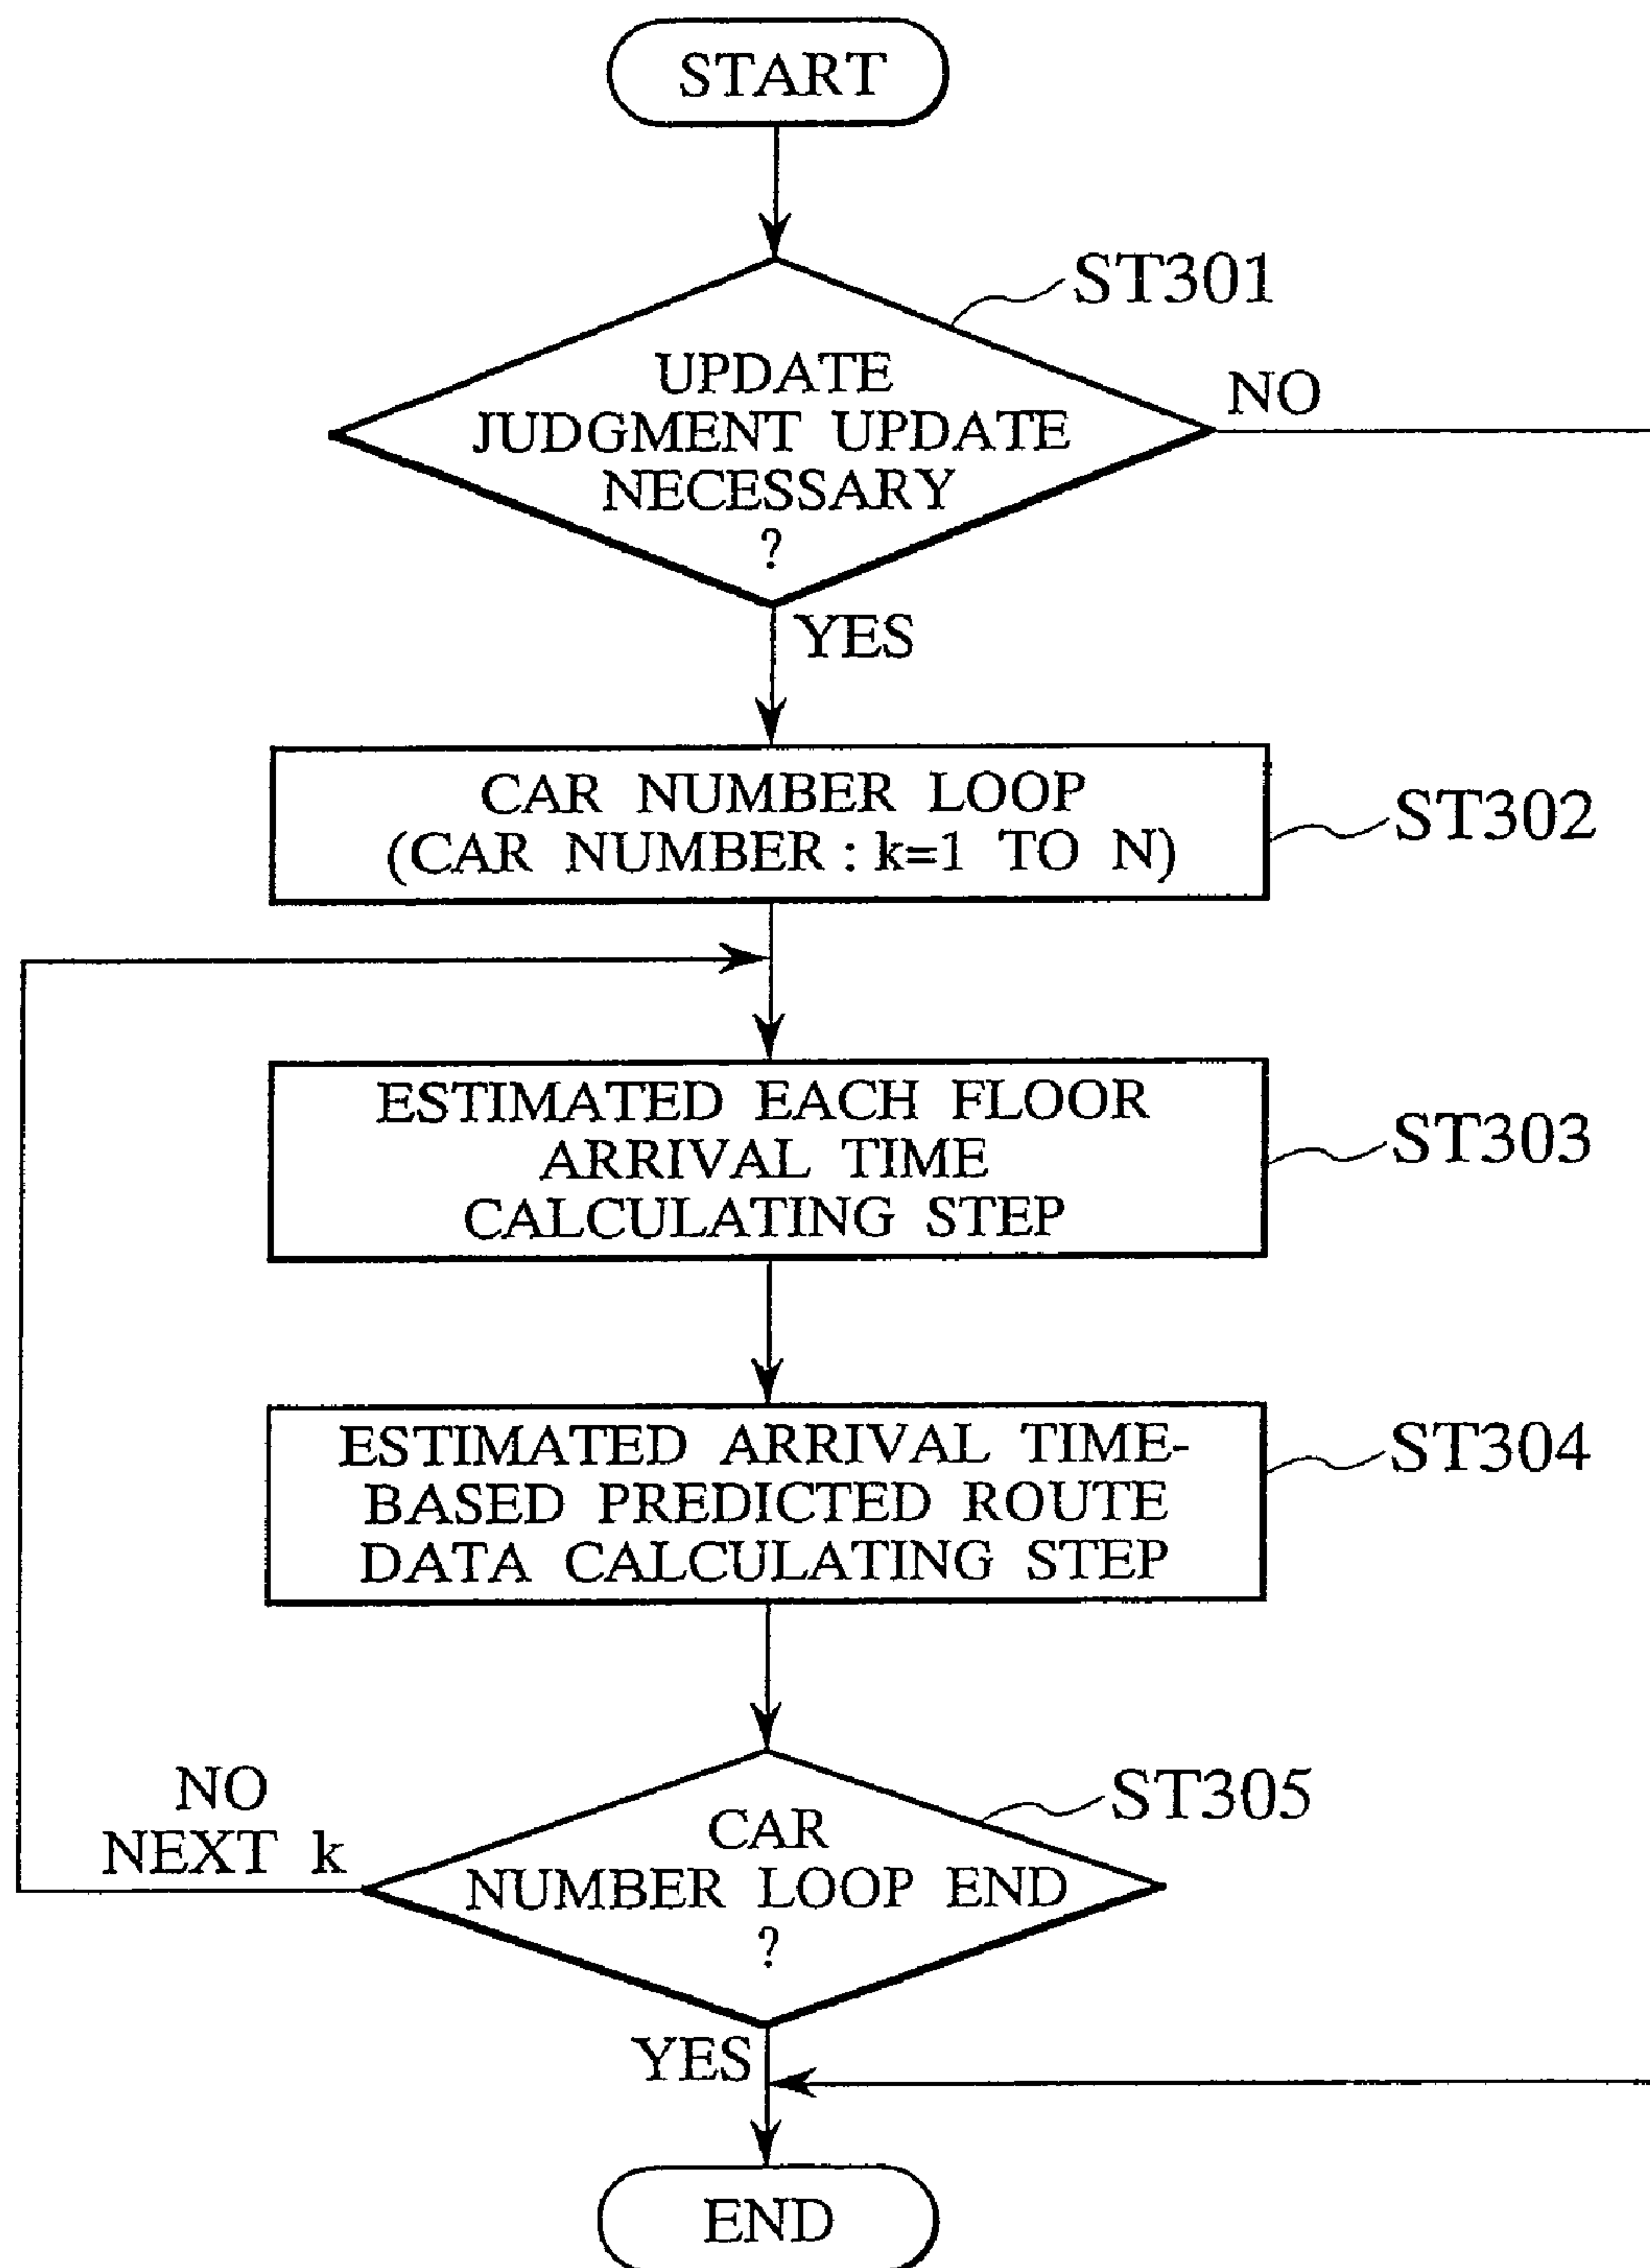 START
ST301
UPDATE
JUDGMENT UPDATE
NECESSARY
?
NO
YES
CAR NUMBER LOOP
(CAR NUMBER : k=1 TO N)
ST302
ESTIMATED EACH FLOOR
ARRIVAL TIME
CALCULATING STEP
ST303
ESTIMATED ARRIVAL TIME-
BASED PREDICTED ROUTE
DATA CALCULATING STEP
ST304
NO
NEXT k
CAR
NUMBER LOOP END
?
ST305
YES
END